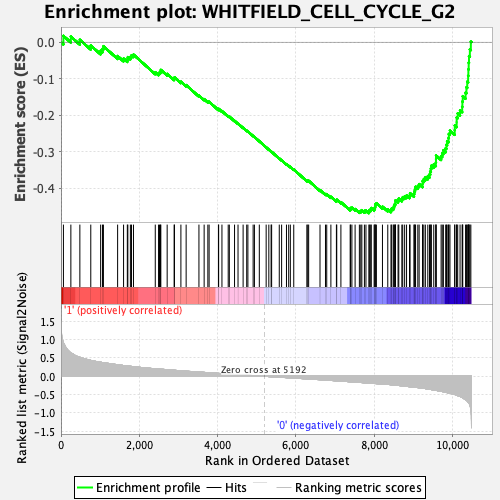 Enrichment plot: WHITFIELD_CELL_CYCLE_G2
Enrichment score (ES)
0.0
-0.1
-0.2
-0.3
-0.4
'1' (positively correlated)
Ranked list metric (Signal2Noise)
1.5
1.0
0.5
0.0
-0.5
-1.0
-1.5
Zero cross at 5192
'0' (negatively correlated)
0
2,000
4,000
6,000
8,000
10,000
Rank in Ordered Dataset
Enrichment profile
Hits
Ranking metric scores